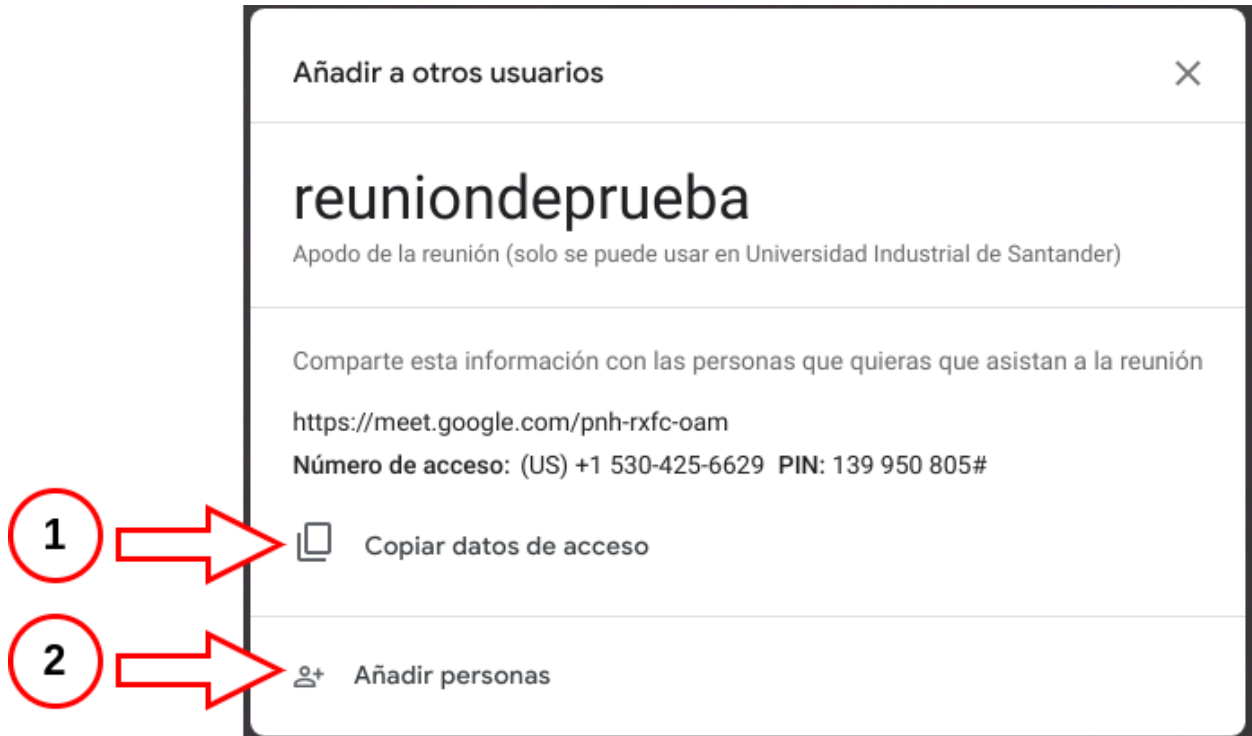 Añadir a otros usuarios
reuniondeprueba
Apodo de la reunión (solo se puede usar en Universidad Industrial de Santander)
Comparte esta información con las personas que quieras que asistan a la reunión
https://meet.google.com/pnh-rxfc-oam
Número de acceso: (US) +1 530-425-6629 PIN: 139 950 805#
1 Copiar datos de acceso
2 Añadir personas